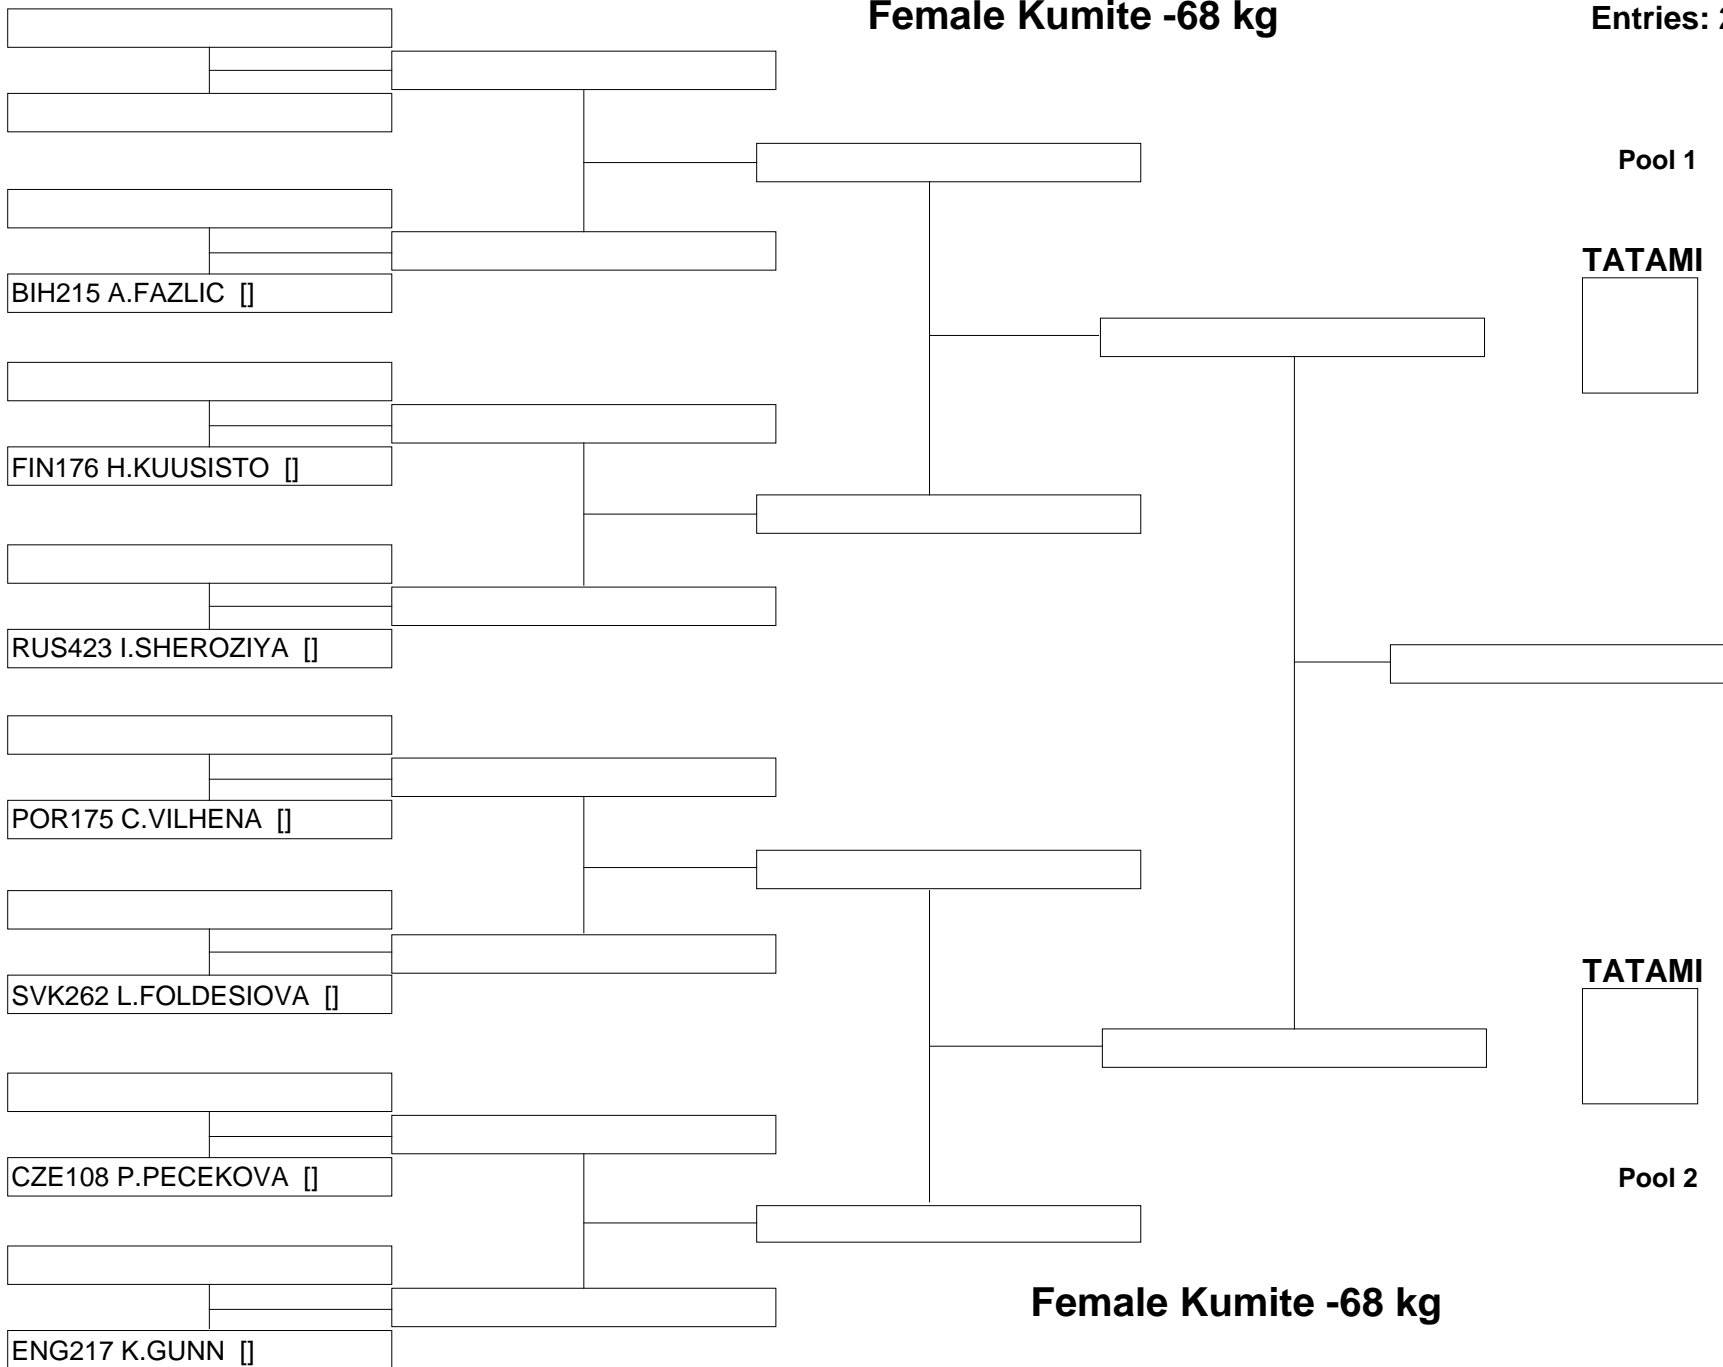 Female Kumite -68 kg
Entries: 2
Pool 1
TATAMI
BIH215 A.FAZLIC []
FIN176 H.KUUSISTO []
RUS423 I.SHEROZIYA []
POR175 C.VILHENA []
SVK262 L.FOLDESIOVA []
TATAMI
CZE108 P.PECEKOVA []
Pool 2
Female Kumite -68 kg
ENG217 K.GUNN []